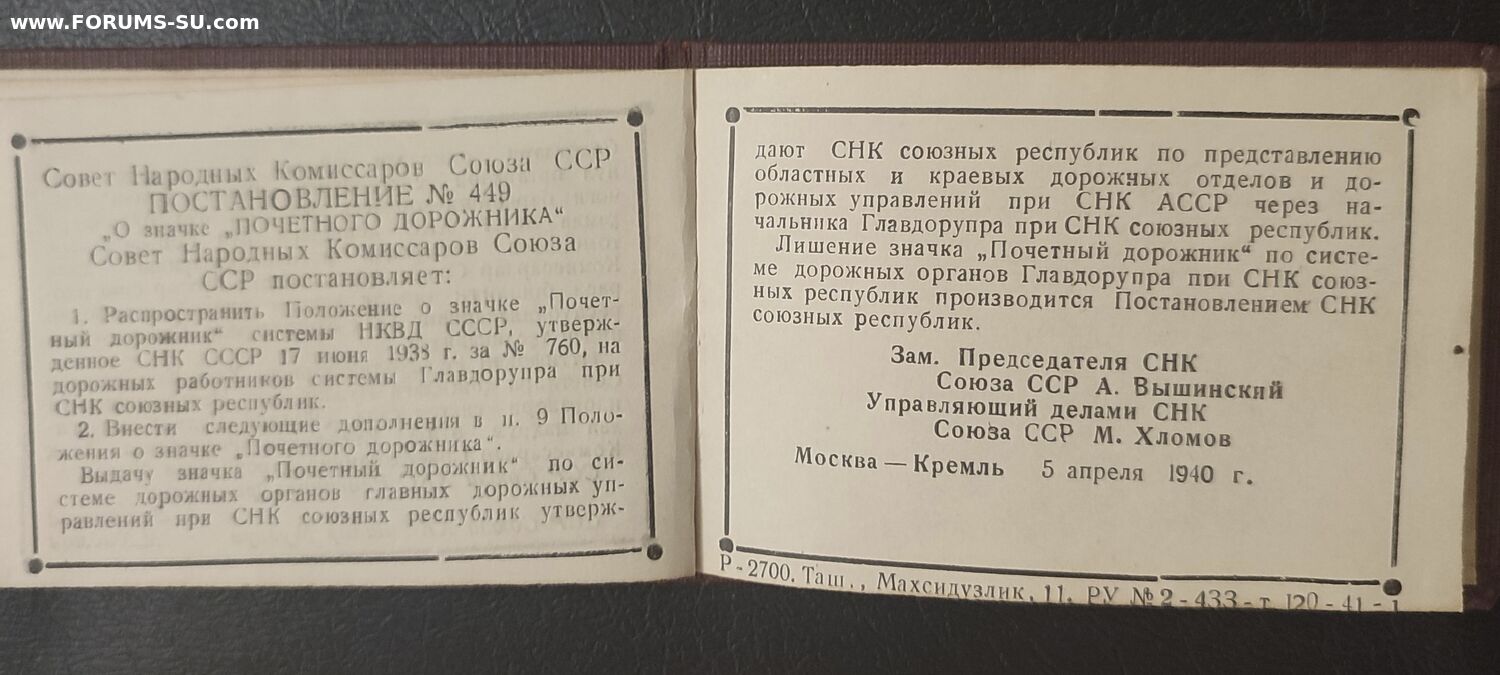 www.FORUMS-SU.com
Совет Народных Комиссаров Союза ССР
ПОСТАНОВЛЕНИЕ № 449
„О значке „ПОЧЕТНОГО ДОРОЖНИКА“
Совет Народных Комиссаров Союза
ССР постановляет:
1. Распространить Положение о значке „Почет-
ный дорожник“ системы НКВД СССР, утверж-
денное СНК СССР 17 июня 1938 г. за № 760, на
дорожных работников системы Главдорупра при
СНК союзных республик.
2. Внести следующие дополнения в п. 9 Поло-
жения о значке „Почетного дорожника“.
Выдачу значка „Почетный дорожник“ по си-
стеме дорожных органов главных дорожных уп-
равлений при СНК союзных республик утверж-
дают СНК союзных республик по представлению
областных и краевых дорожных отделов и до-
рожных управлений при СНК АССР через на-
чальника Главдорупра при СНК союзных республик.
Лишение значка „Почетный дорожник“ по систе-
ме дорожных органов Главдорупра при СНК союз-
ных республик производится Постановлением СНК
союзных республик.
Зам. Председателя СНК
Союза ССР А. Вышинский
Управляющий делами СНК
Союза ССР М. Хломов
Москва — Кремль 5 апреля 1940 г.
Р-2700. Таш., Махсидузлик, 11. РУ № 2-433-т. 120-41-1